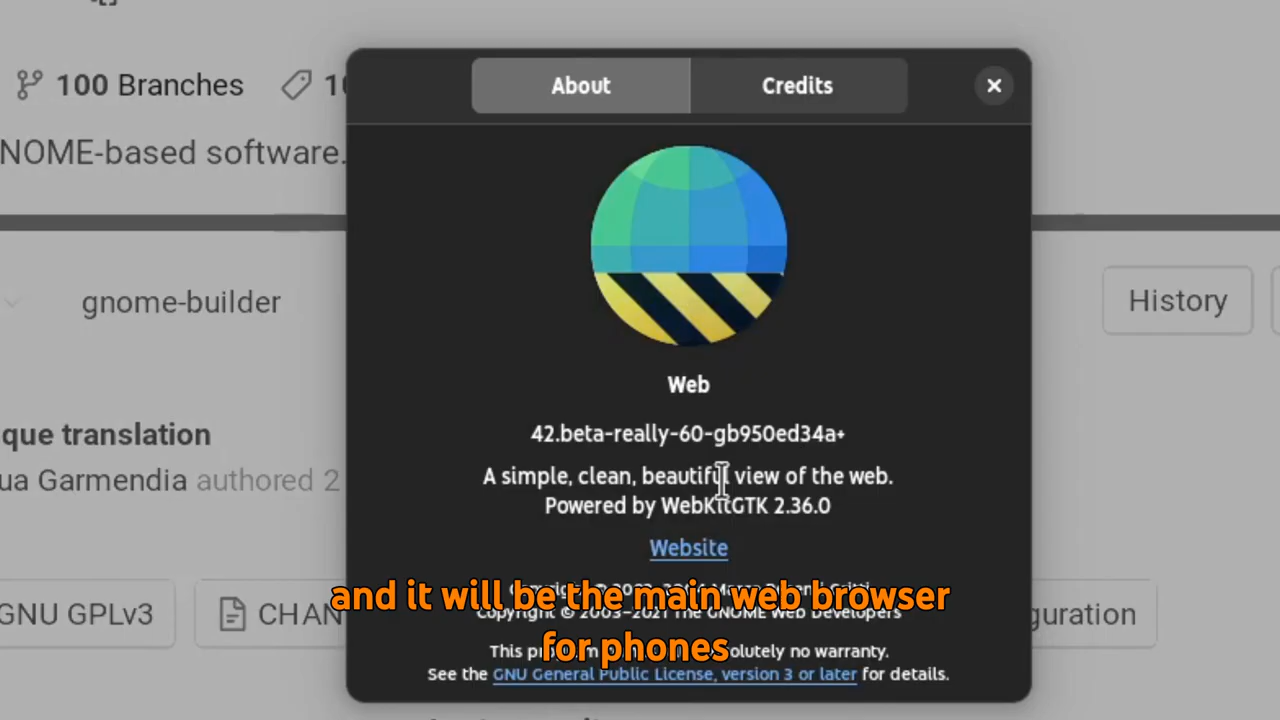 100 Branches
NOME-based software.
About
Credits
gnome-builder
History
Web
42.beta-really-60-gb950ed34a+
que translation
ua Garmendia authored 2
A simple, clean, beautiful view of the web.
Powered by WebKitGTK 2.36.0
Website
GNU GPLv3
CHAN
guration
and it will be the main web browser
for phones
Copyright © 2003–2021 The GNOME Web Developers
This absolutely no warranty.
See the GNU General Public License, version 3 or later for details.